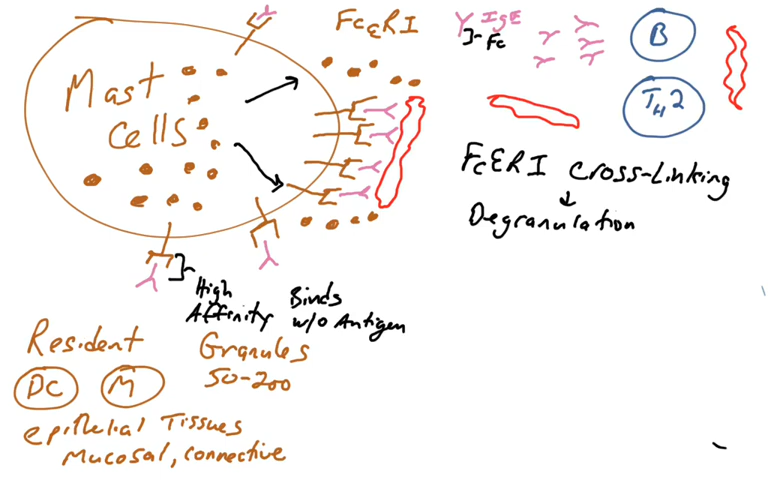 FcεRI
IgE
Fc
B
Mast
Cells
TH2
FcεRI Cross-Linking
↓
Degranulation
High
Affinity
Binds
w/o Antigen
Resident
Granules
50-200
DC
M
epithelial Tissues
Mucosal, connective